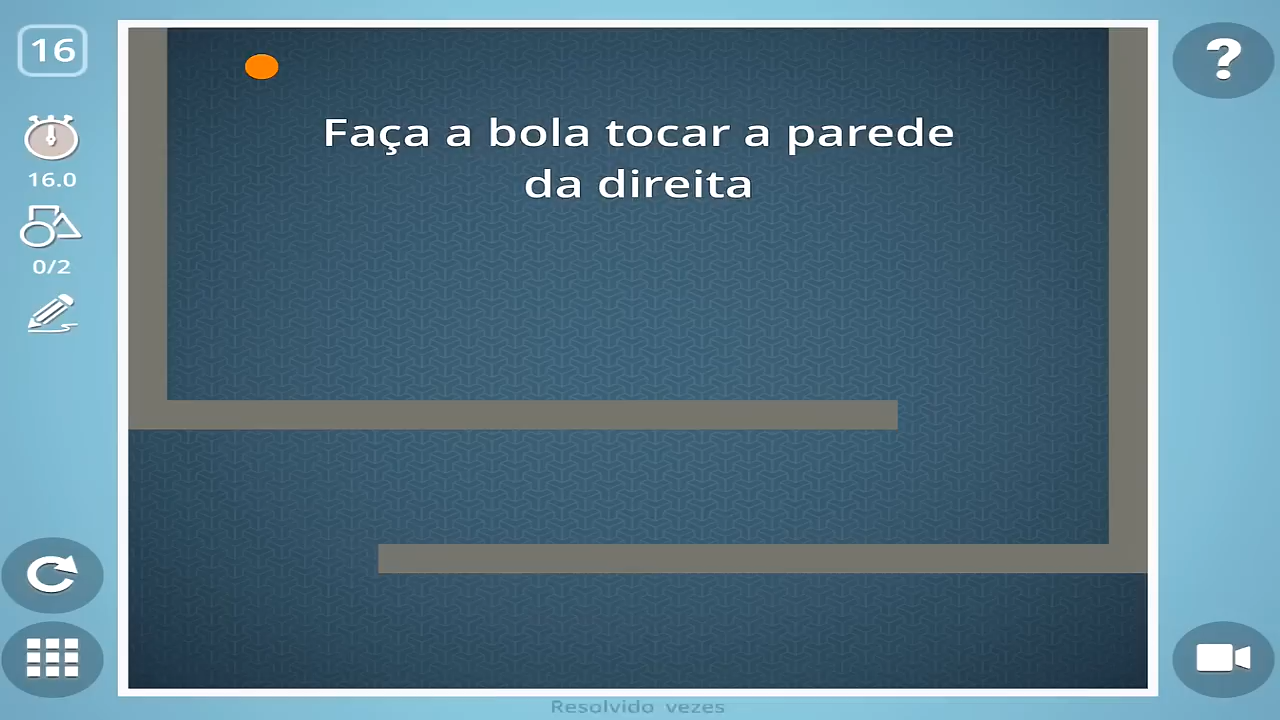 16
16.0
0/2
Faça a bola tocar a parede
da direita
?
Resolvido vezes